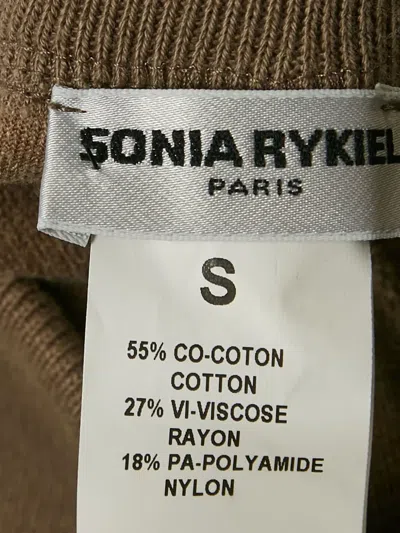 SONIA RYKIEL
PARIS
S
55% CO-COTON
COTTON
27% VI-VISCOSE
RAYON
18% PA-POLYAMIDE
NYLON